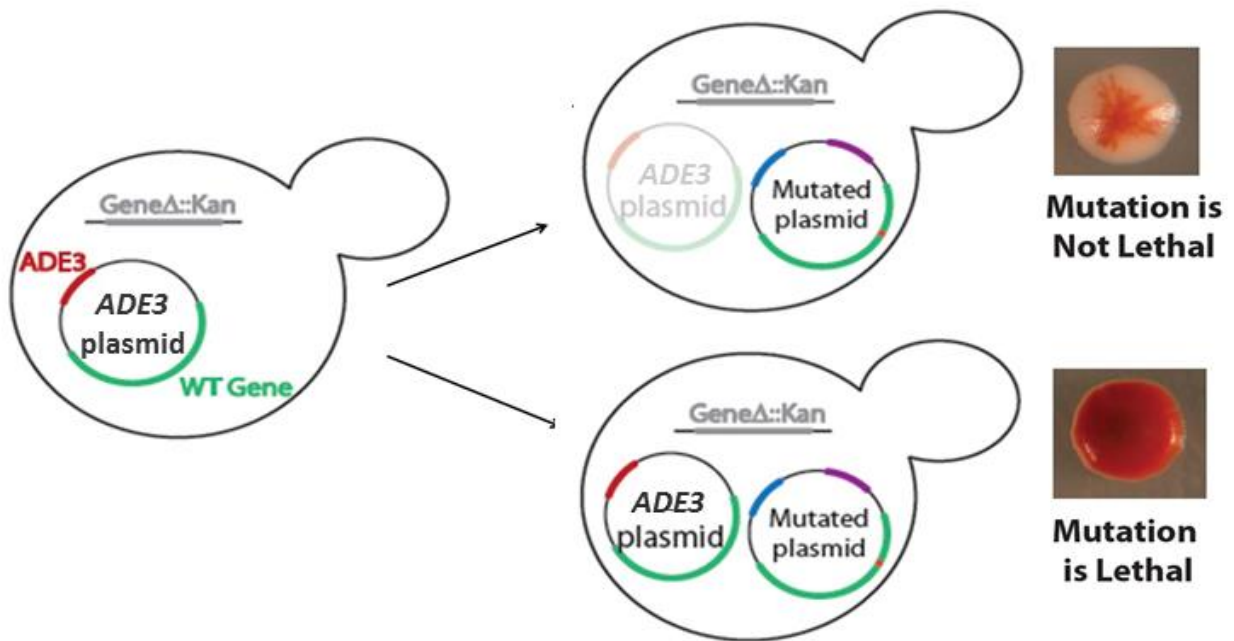 GeneΔ::Kan
ADE3
ADE3
plasmid
WT Gene
GeneΔ::Kan
ADE3
plasmid
Mutated
plasmid
Mutation is
Not Lethal
GeneΔ::Kan
ADE3
plasmid
Mutated
plasmid
Mutation
is Lethal